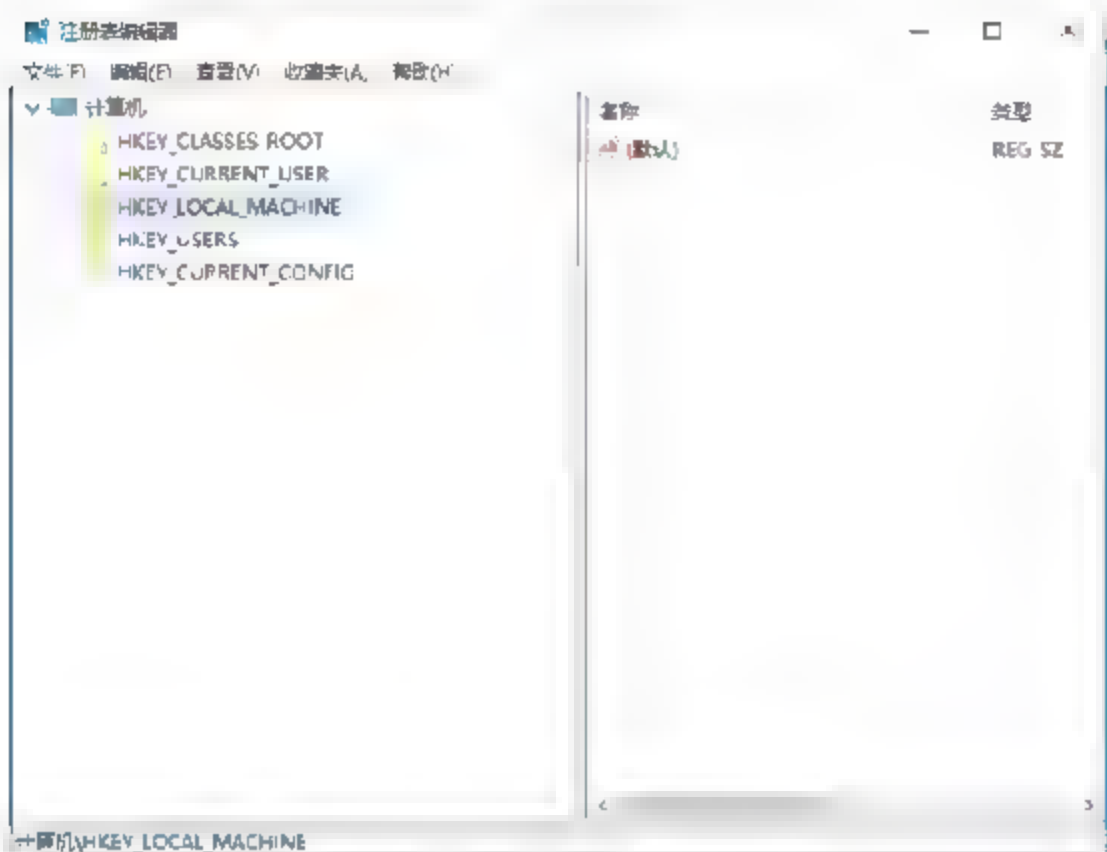 注册表编辑器
文件(F) 编辑(E) 查看(V) 收藏夹(A) 帮助(H)
计算机
HKEY_CLASSES_ROOT
HKEY_CURRENT_USER
HKEY_LOCAL_MACHINE
HKEY_USERS
HKEY_CURRENT_CONFIG
名称 类型
(默认) REG_SZ
计算机\HKEY_LOCAL_MACHINE